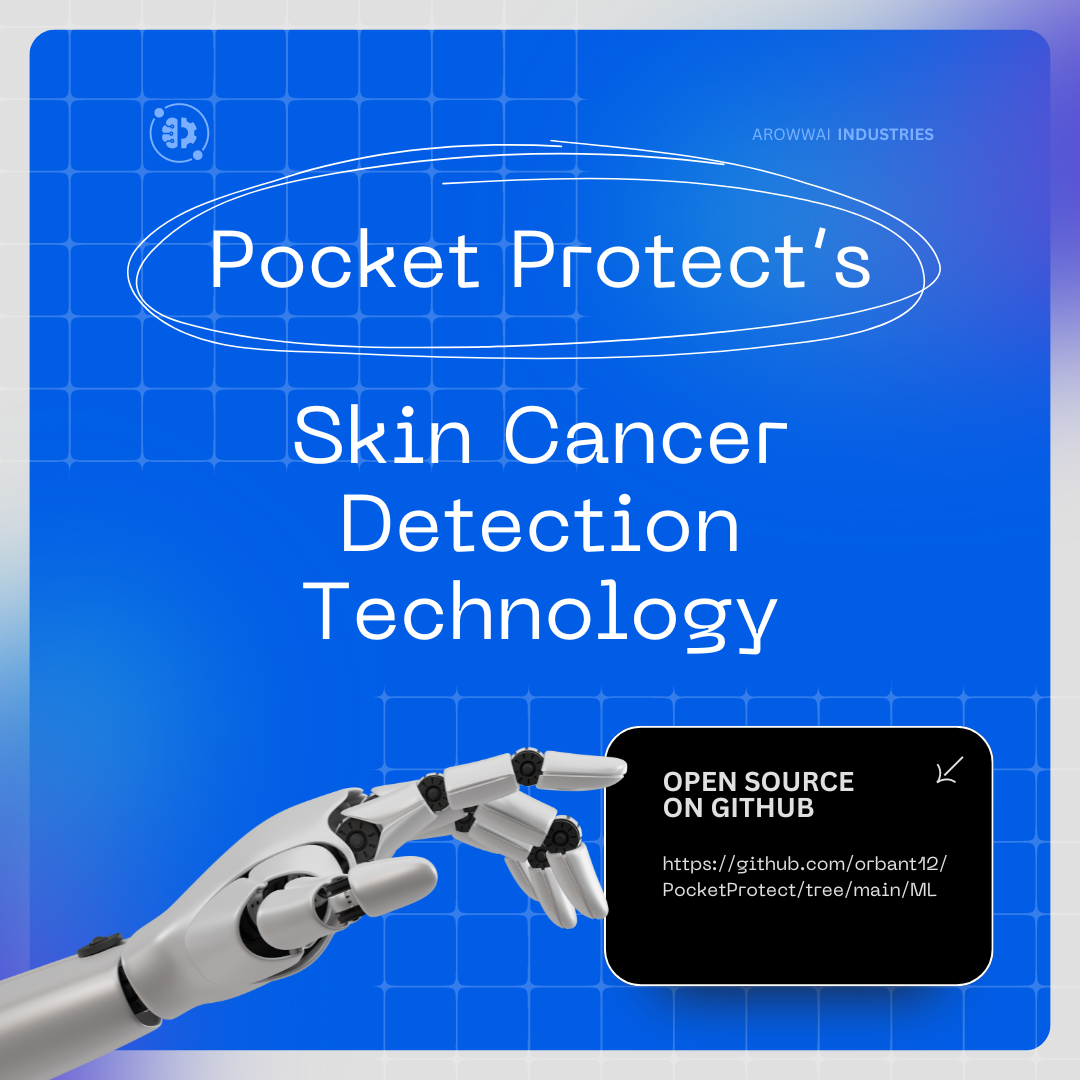 AROWWAI INDUSTRIES
Pocket Protect's
Skin Cancer
Detection
Technology
OPEN SOURCE
ON GITHUB
https://github.com/orbant12/
PocketProtect/tree/main/ML